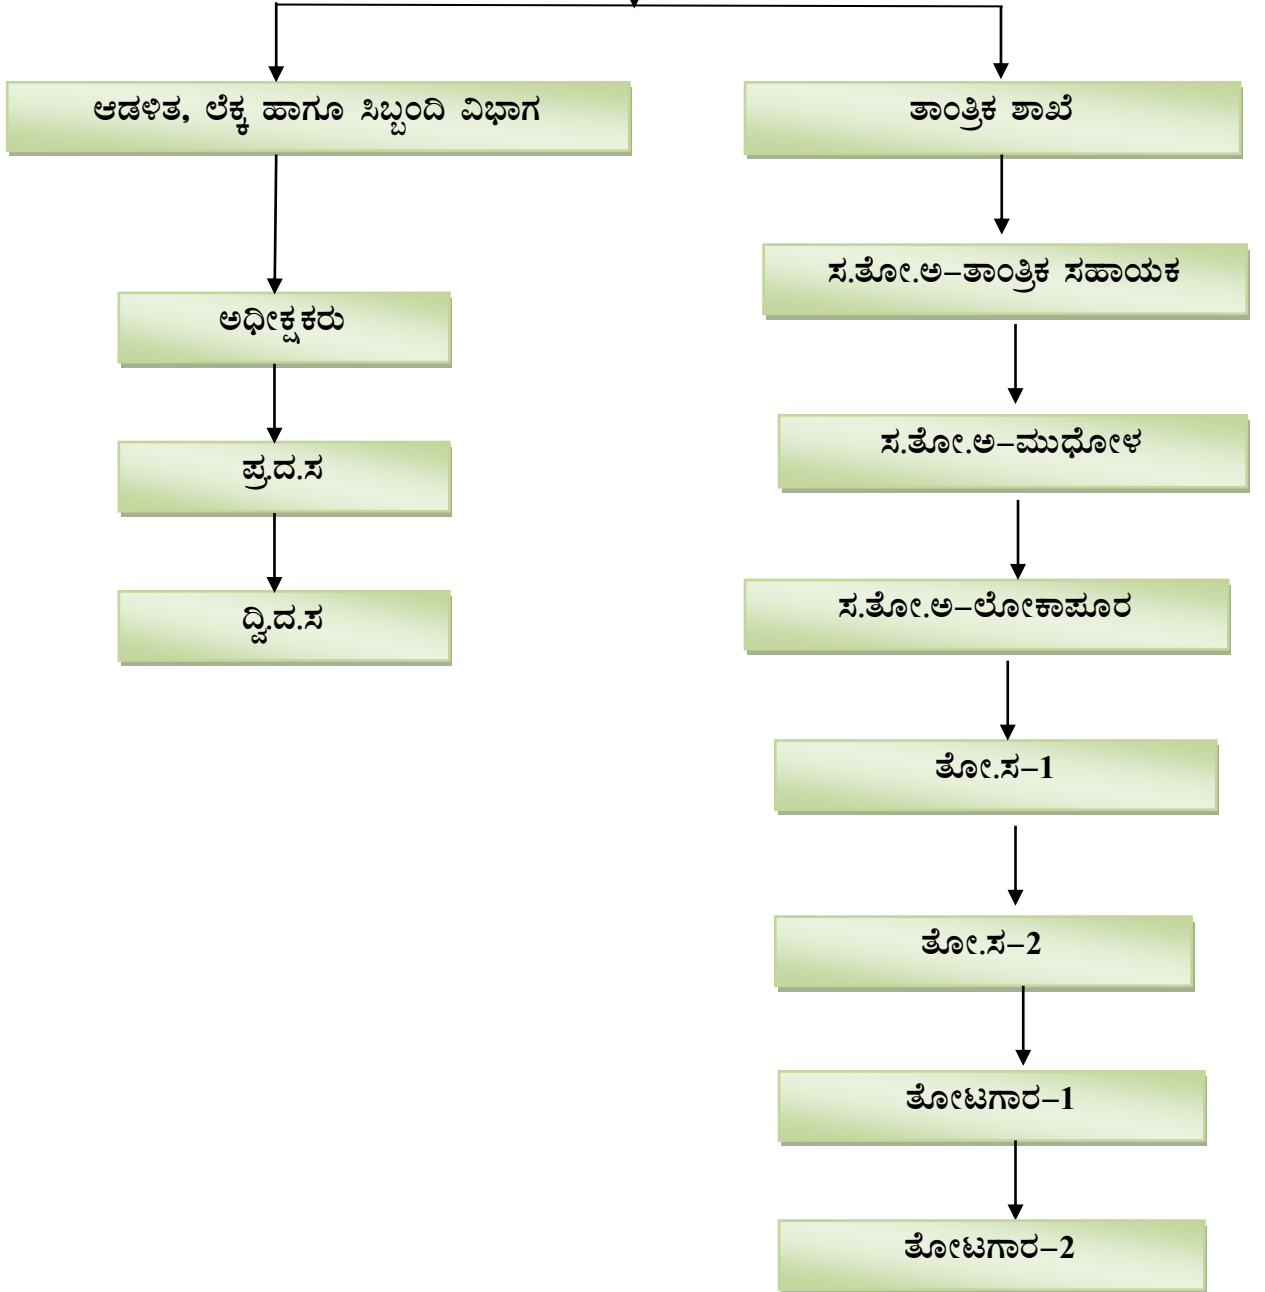 ಆಡಳಿತ, ಲೆಕ್ಕ ಹಾಗೂ ಸಿಬ್ಬಂದಿ ವಿಭಾಗ
ಅಧೀಕ್ಷಕರು
ಪ್ರ.ದ.ಸ
ದ್ವಿ.ದ.ಸ
ತಾಂತ್ರಿಕ ಶಾಖೆ
ಸ.ತೋ.ಅ–ತಾಂತ್ರಿಕ ಸಹಾಯಕ
ಸ.ತೋ.ಅ–ಮುಧೋಳ
ಸ.ತೋ.ಅ–ಲೋಕಾಪೂರ
ತೋ.ಸ–1
ತೋ.ಸ–2
ತೋಟಗಾರ–1
ತೋಟಗಾರ–2